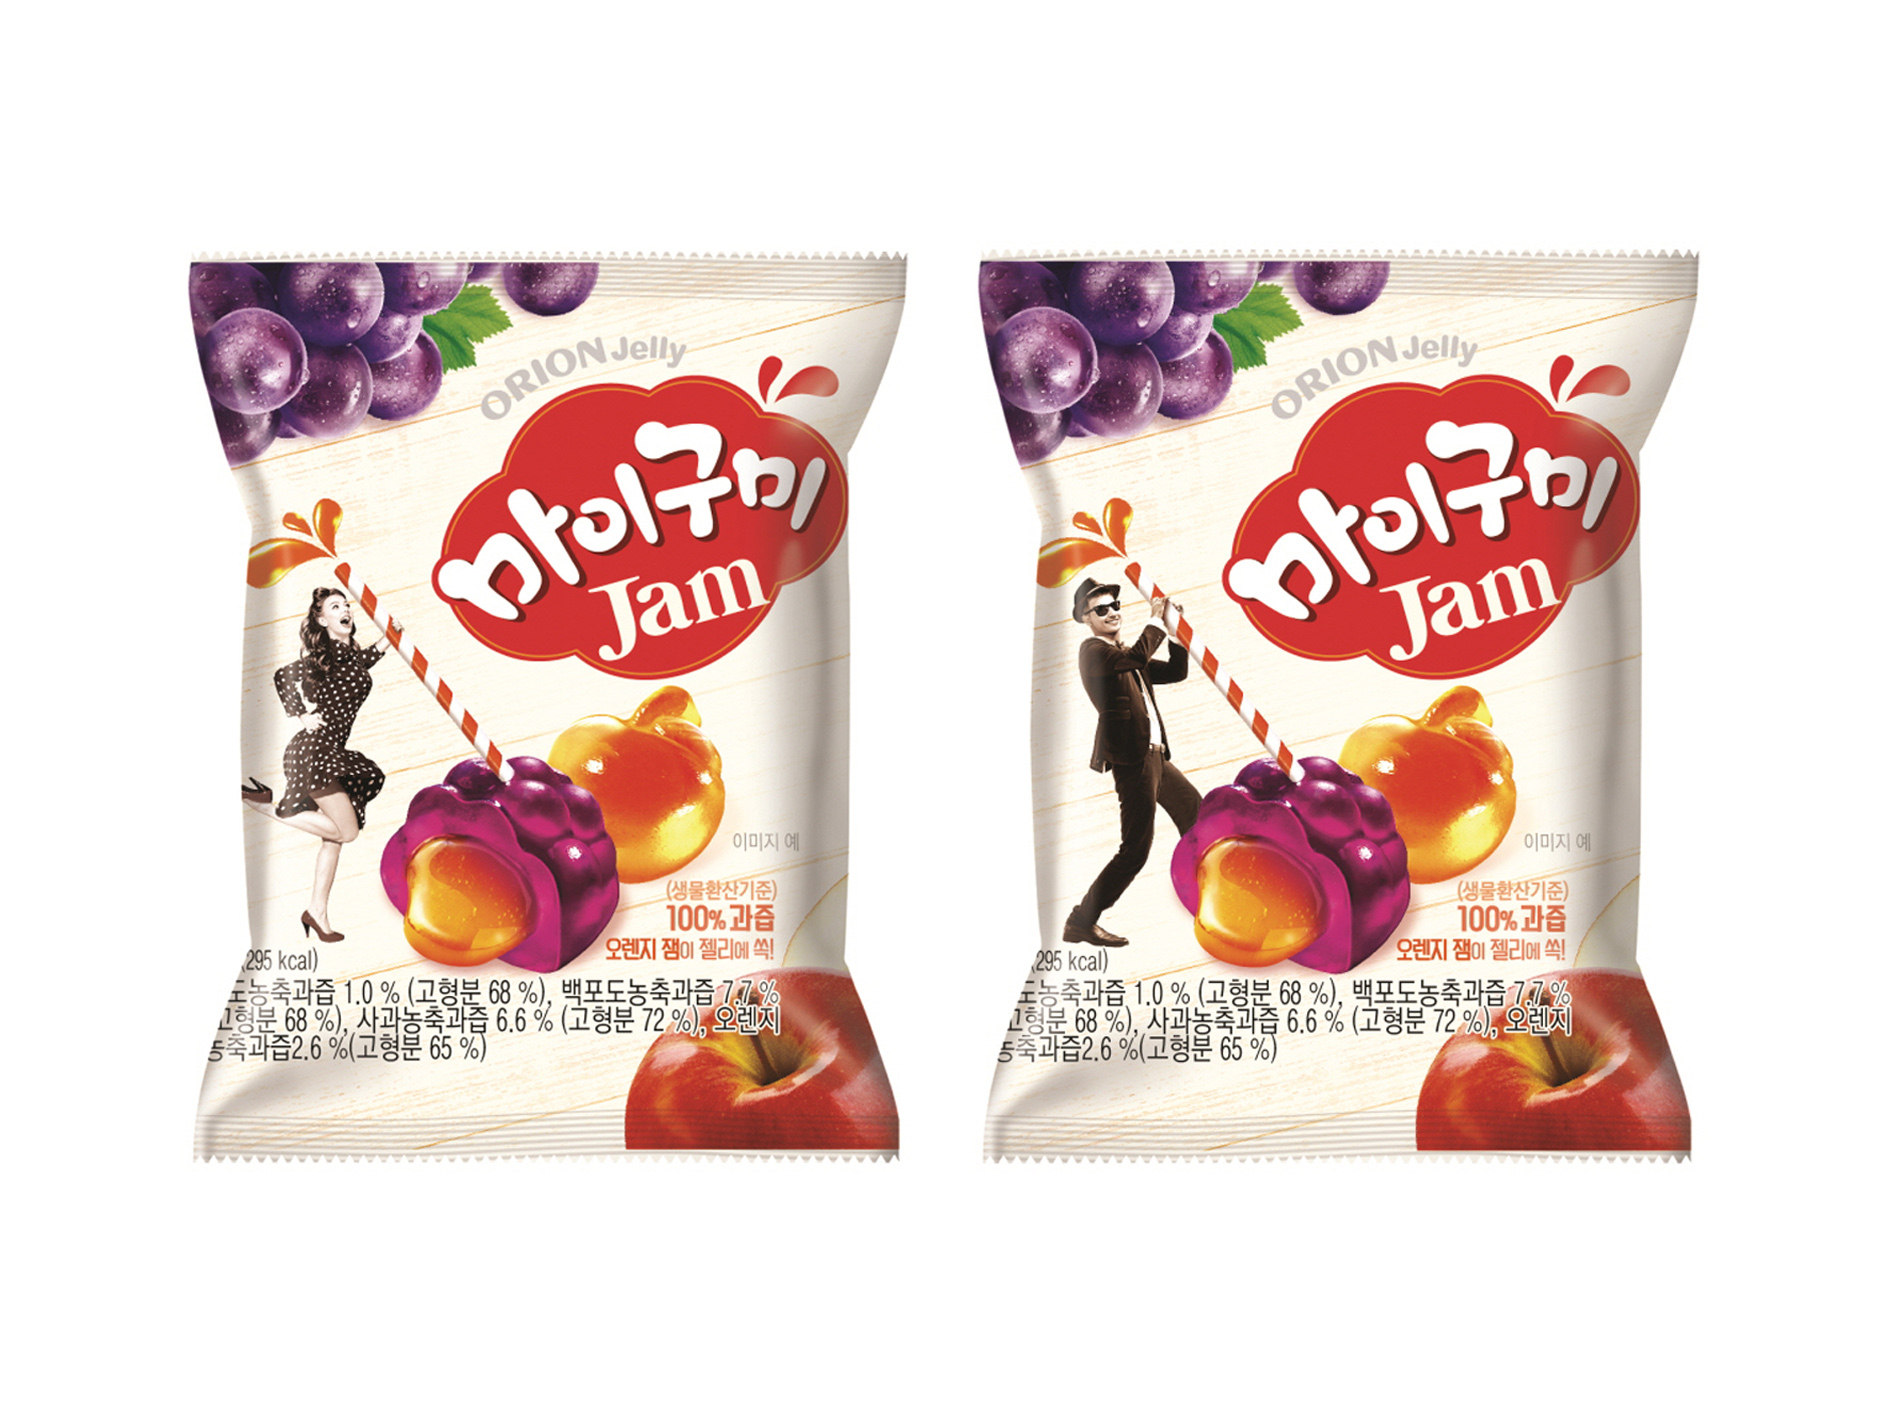 ORION Jelly
마이구미
Jam
이미지 예
(생물환산기준)
100% 과즙
오렌지 잼이 젤리에 쏙!
(295 kcal)
도농축과즙 1.0 % (고형분 68 %), 백포도농축과즙 7.7 %
고형분 68 %), 사과농축과즙 6.6 % (고형분 72 %), 오렌지
농축과즙2.6 %(고형분 65 %)
ORION Jelly
마이구미
Jam
이미지 예
(생물환산기준)
100% 과즙
오렌지 잼이 젤리에 쏙!
(295 kcal)
도농축과즙 1.0 % (고형분 68 %), 백포도농축과즙 7.7 %
고형분 68 %), 사과농축과즙 6.6 % (고형분 72 %), 오렌지
농축과즙2.6 %(고형분 65 %)